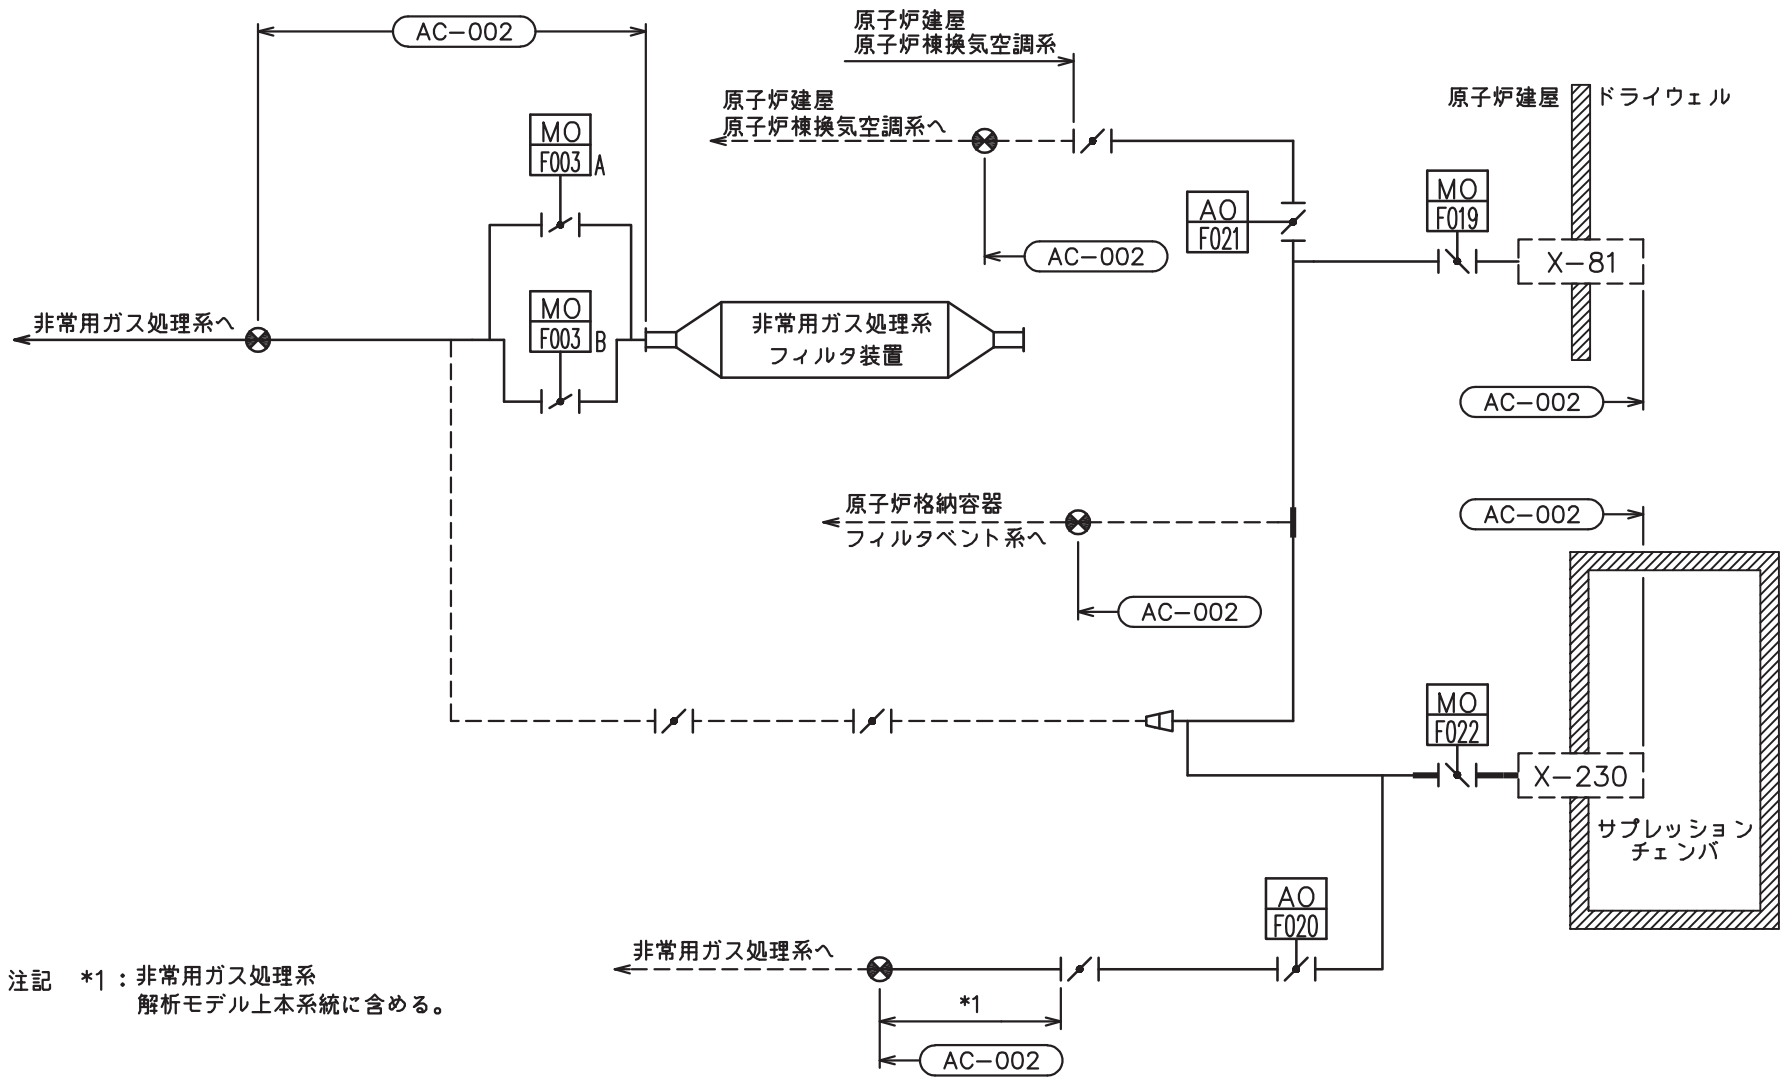 AC-002
原子炉建屋
原子炉棟換気空調系
原子炉建屋
原子炉棟換気空調系へ
原子炉建屋
ドライウェル
MO
F003
A
AO
F021
MO
F019
AC-002
X-81
MO
F003
B
非常用ガス処理系へ
非常用ガス処理系
フィルタ装置
AC-002
原子炉格納容器
フィルタベント系へ
AC-002
AC-002
MO
F022
X-230
サプレッション
チェンバ
AO
F020
非常用ガス処理系へ
注記 *1:非常用ガス処理系
解析モデル上本系統に含める。
*1
AC-002